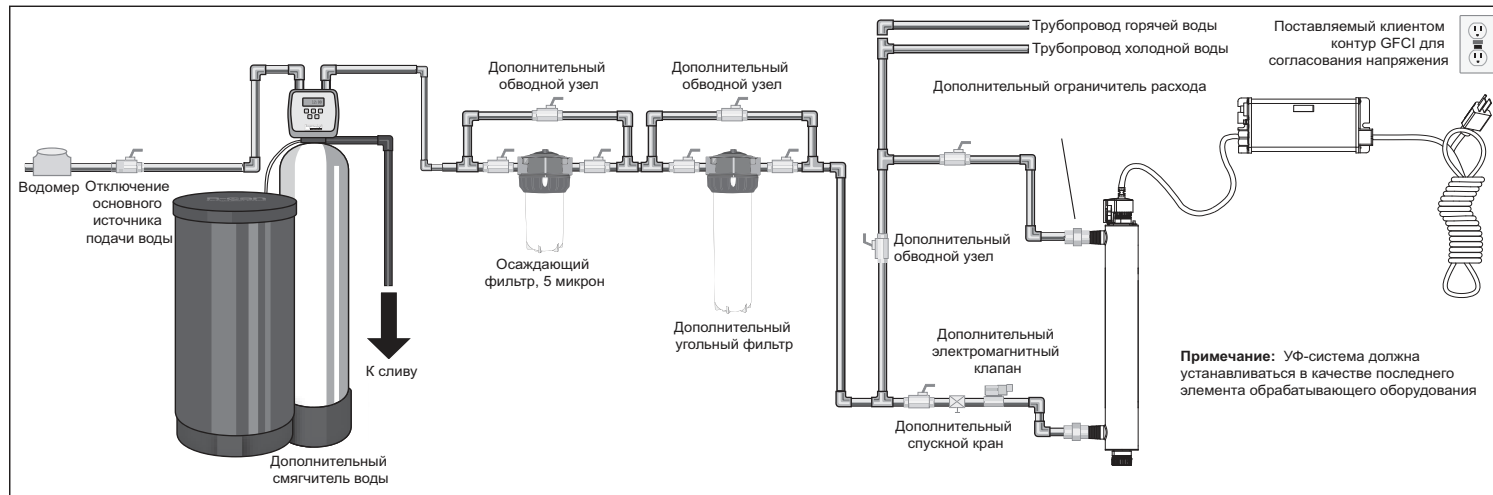 Трубопровод горячей воды
Трубопровод холодной воды
Поставляемый клиентом
контур GFCI для
согласования напряжения
Дополнительный
обводной узел
Дополнительный
обводной узел
Дополнительный ограничитель расхода
Водомер
Отключение
основного
источника
подачи воды
Осаждающий
фильтр, 5 микрон
Дополнительный
угольный фильтр
Дополнительный
обводной узел
Дополнительный
электромагнитный
клапан
К сливу
Примечание: УФ-система должна
устанавливаться в качестве последнего
элемента обрабатывающего оборудования
Дополнительный
спускной кран
Дополнительный
смягчитель воды